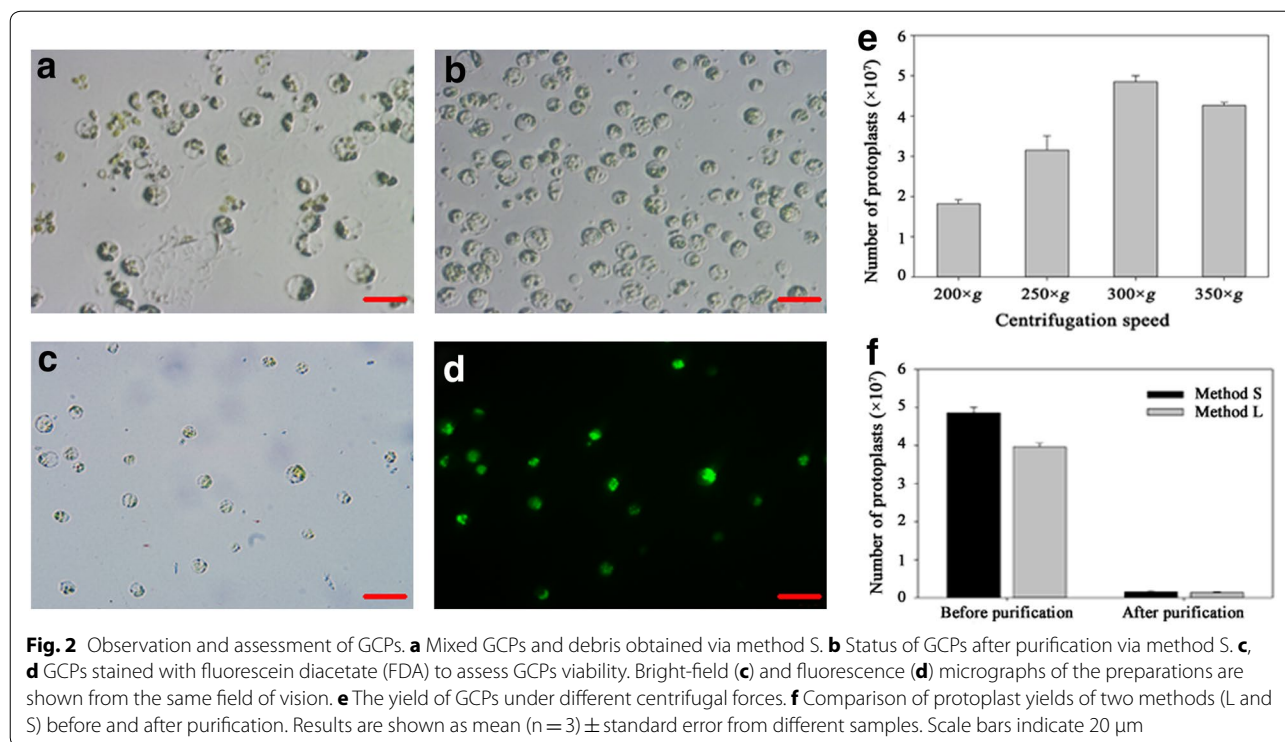 a
b
c
d
e
Number of protoplasts (×10⁷)
6
5
4
3
2
1
0
200×g 250×g 300×g 350×g
Centrifugation speed
f
Number of protoplasts (×10⁷)
6
5
4
3
2
1
0
Method S
Method L
Before purification After purification
Fig. 2 Observation and assessment of GCPs. a Mixed GCPs and debris obtained via method S. b Status of GCPs after purification via method S. c,
d GCPs stained with fluorescein diacetate (FDA) to assess GCPs viability. Bright-field (c) and fluorescence (d) micrographs of the preparations are
shown from the same field of vision. e The yield of GCPs under different centrifugal forces. f Comparison of protoplast yields of two methods (L and
S) before and after purification. Results are shown as mean (n = 3) ± standard error from different samples. Scale bars indicate 20 µm